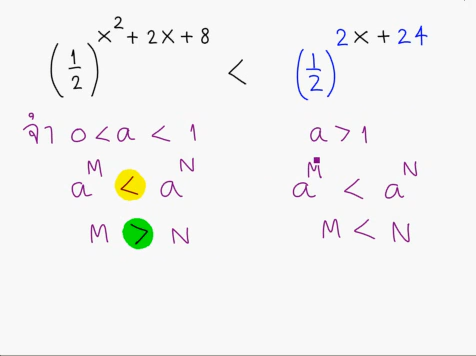 (1/2)^(x²+2x+8) < (1/2)^(2x+24)
จำ 0<a<1 a>1
a^M < a^N a^M < a^N
M > N M < N